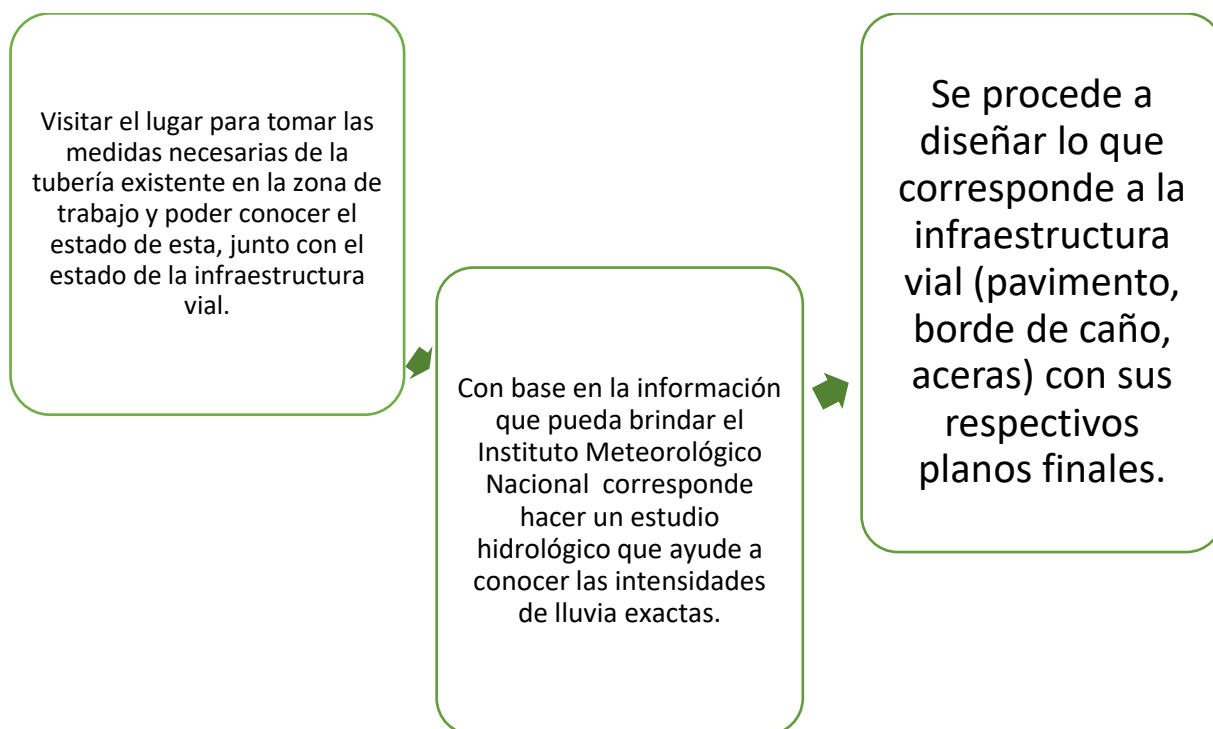 Visitar el lugar para tomar las
medidas necesarias de la
tubería existente en la zona de
trabajo y poder conocer el
estado de esta, junto con el
estado de la infraestructura
vial.
Con base en la información
que pueda brindar el
Instituto Meteorológico
Nacional  corresponde
hacer un estudio
hidrológico que ayude a
conocer las intensidades
de lluvia exactas.
Se procede a
diseñar lo que
corresponde a la
infraestructura
vial (pavimento,
borde de caño,
aceras) con sus
respectivos
planos finales.